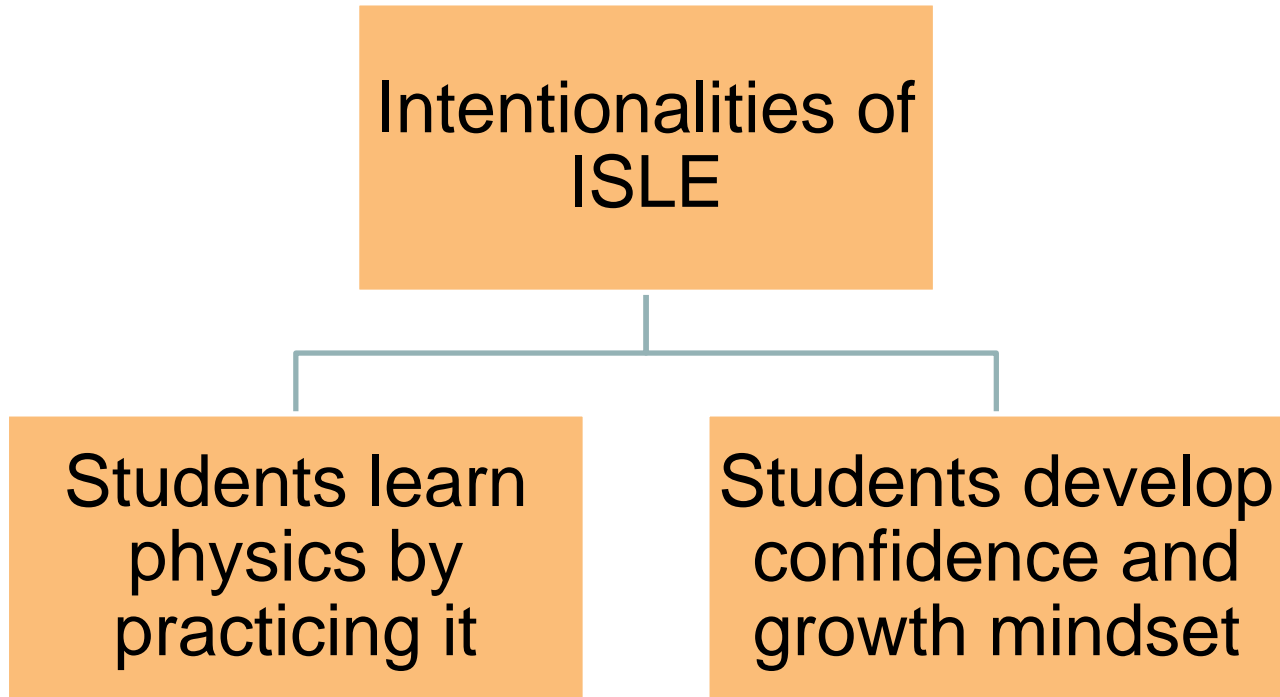 Intentionalities of
ISLE
Students learn
physics by
practicing it
Students develop
confidence and
growth mindset